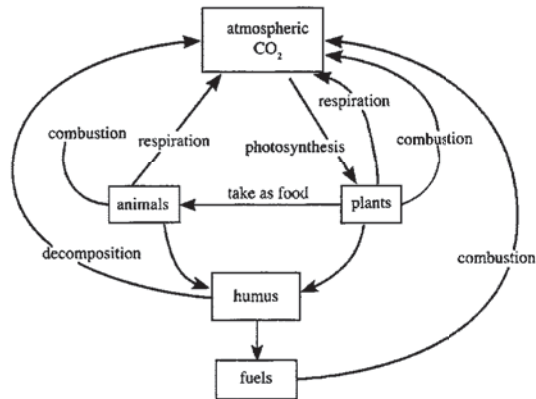 atmospheric
CO₂
respiration
combustion
respiration
photosynthesis
combustion
animals
take as food
plants
decomposition
combustion
humus
fuels